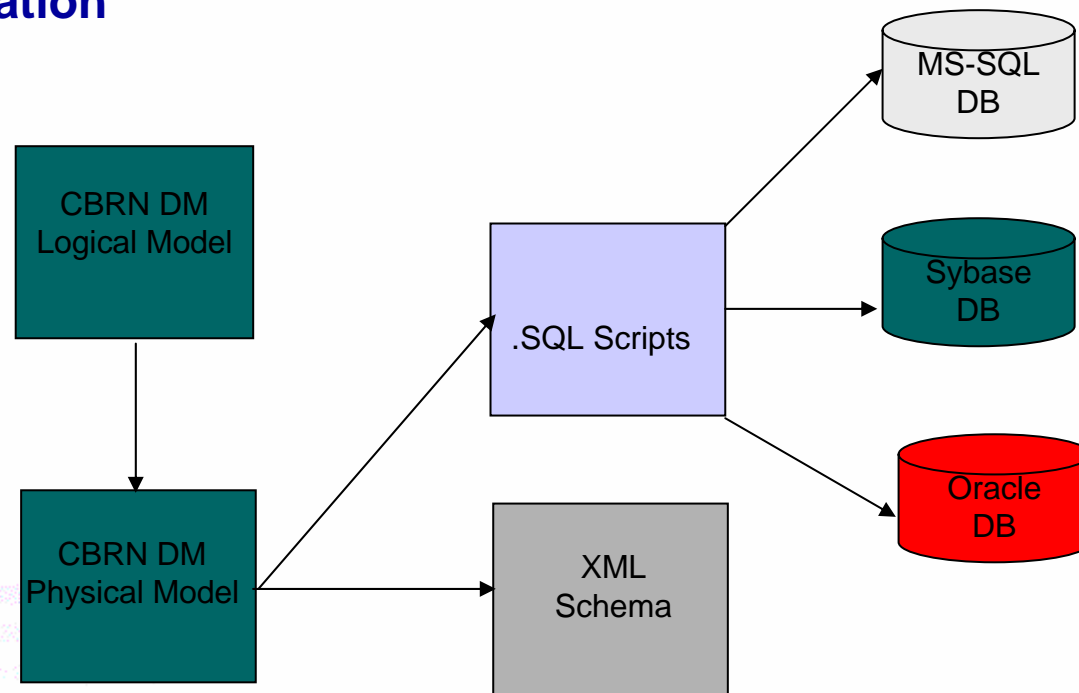 MS-SQL
DB
CBRN DM
Logical Model
Sybase
DB
.SQL Scripts
Oracle
DB
CBRN DM
Physical Model
XML
Schema